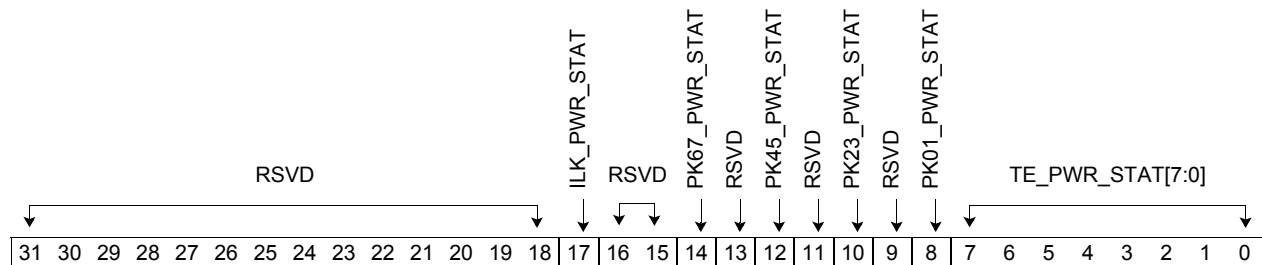 RSVD
ILK_PWR_STAT
RSVD
PK67_PWR_STAT
RSVD
PK45_PWR_STAT
RSVD
PK23_PWR_STAT
RSVD
PK01_PWR_STAT
TE_PWR_STAT[7:0]
31 30 29 28 27 26 25 24 23 22 21 20 19 18 17 16 15 14 13 12 11 10 9 8 7 6 5 4 3 2 1 0